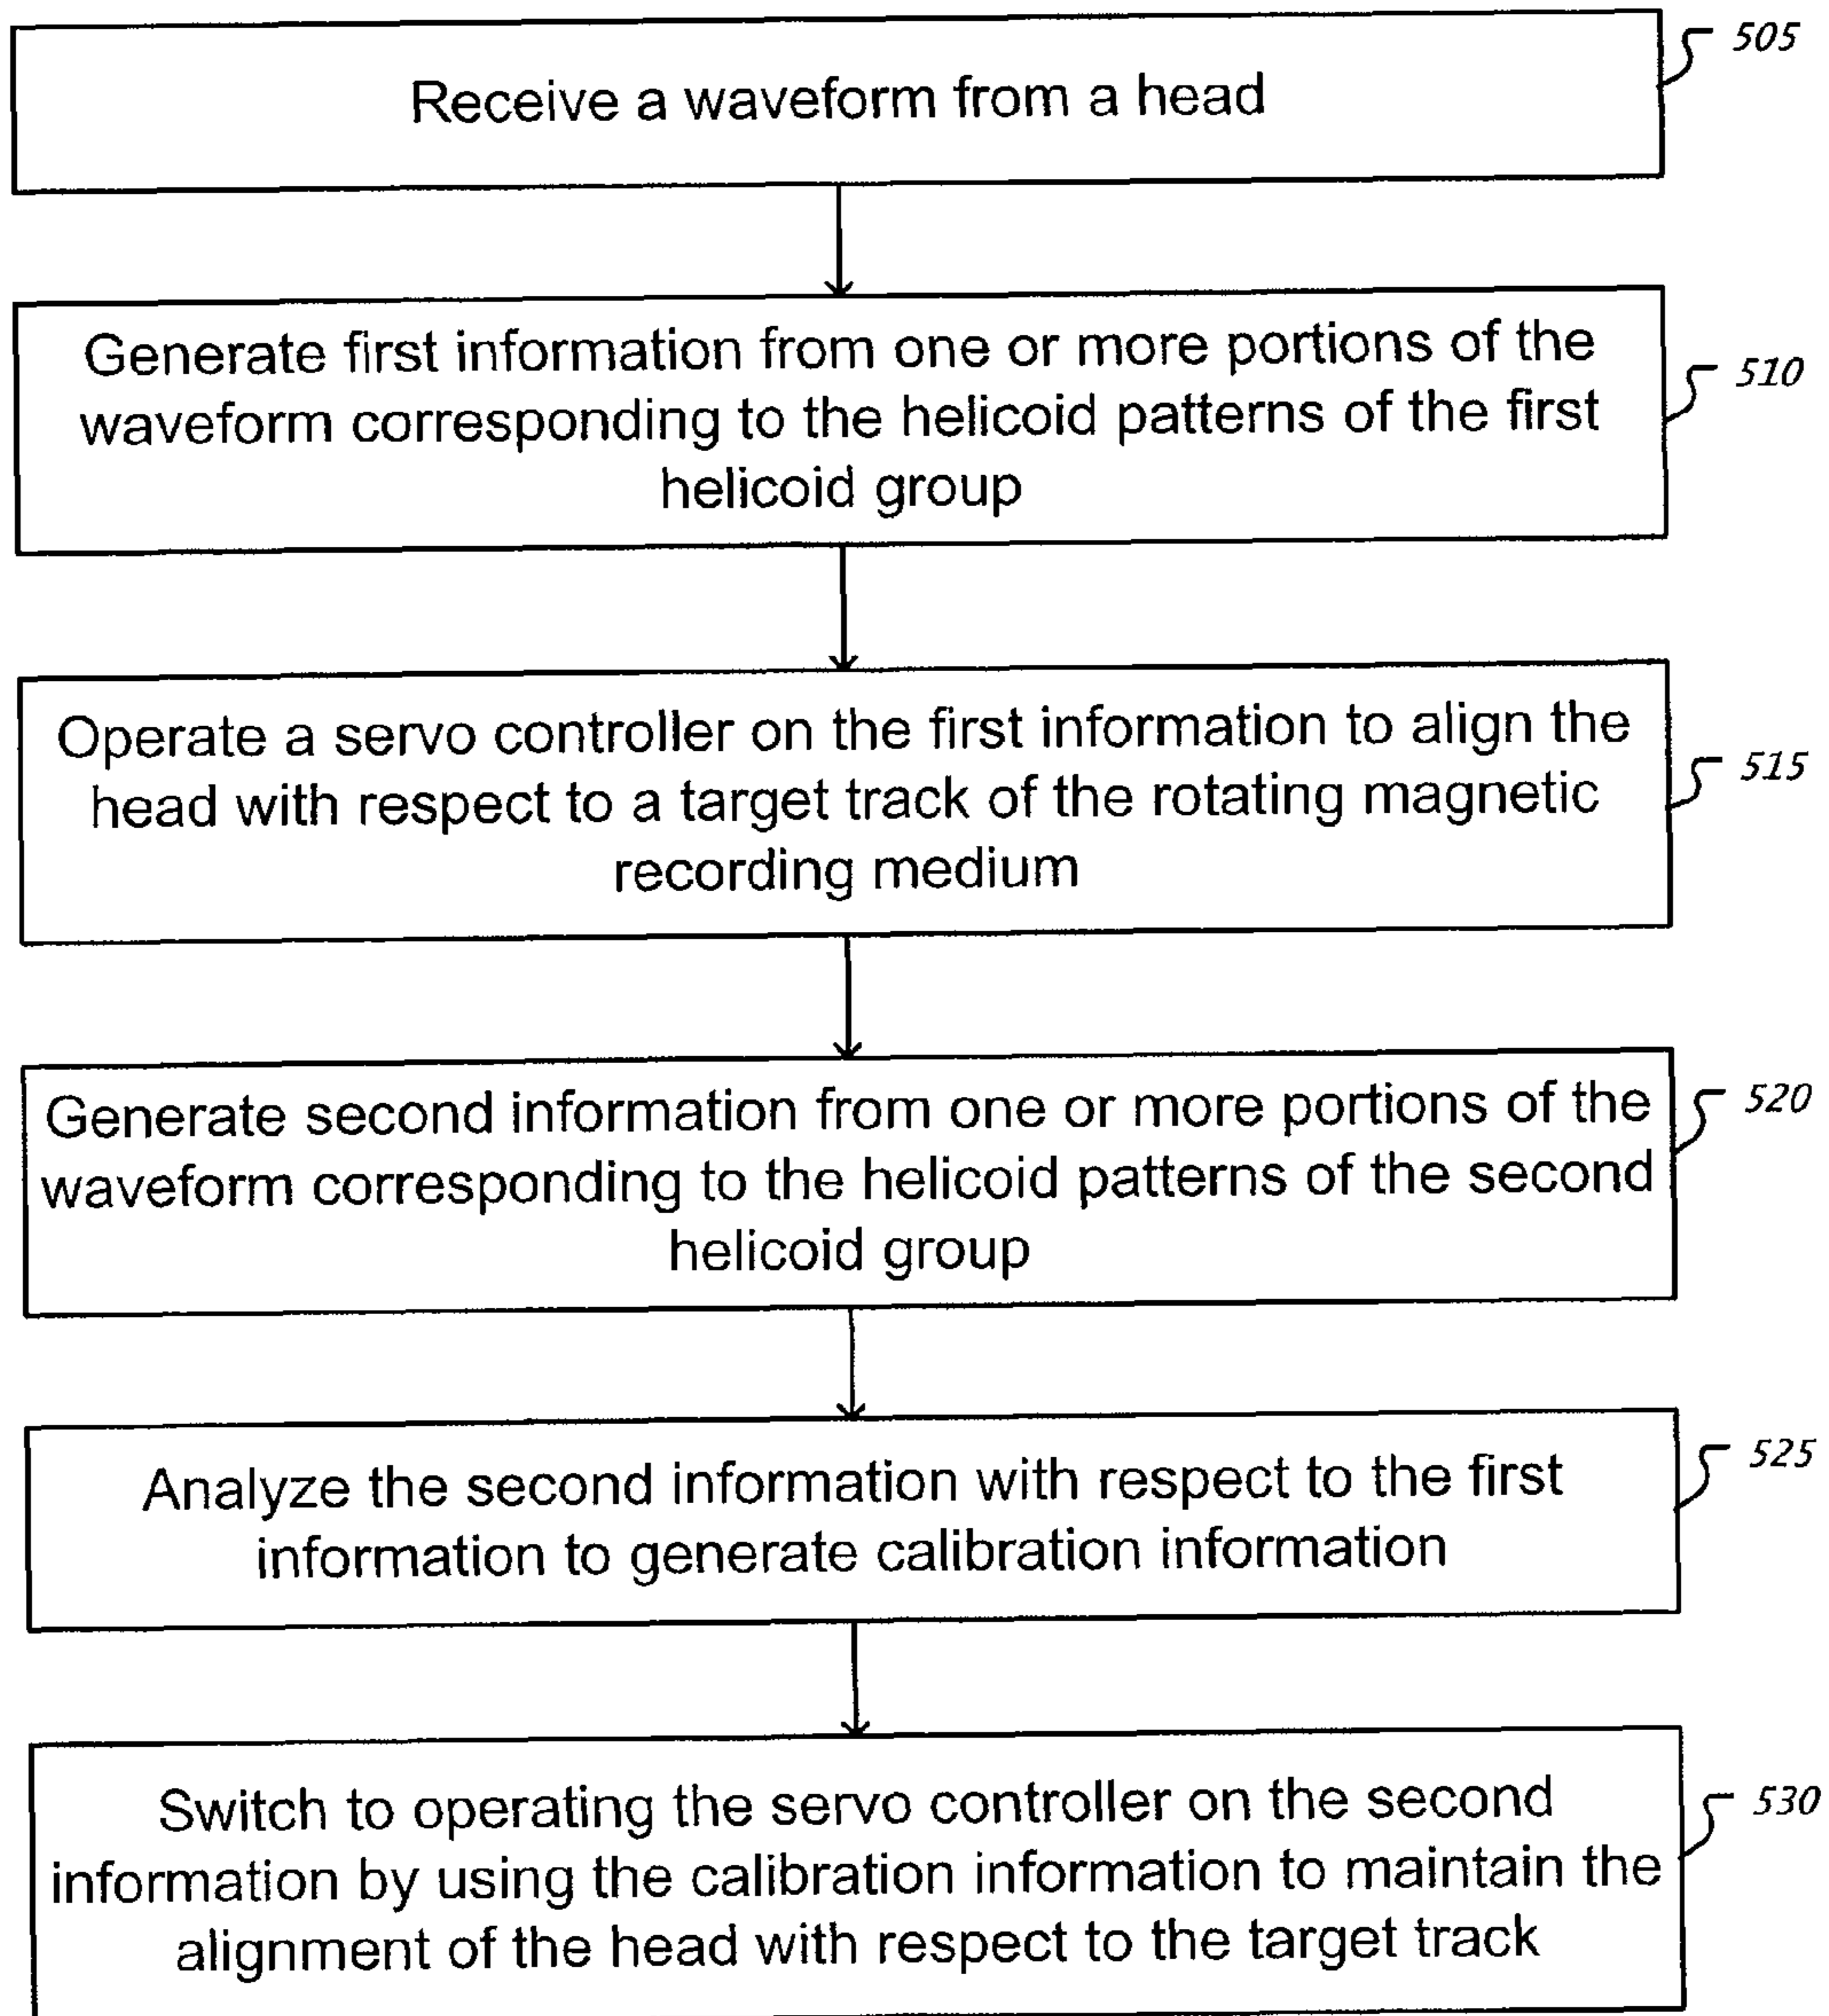 505
Receive a waveform from a head
Generate first information from one or more portions of the
510
waveform corresponding to the helicoid patterns of the first
helicoid group
Operate a servo controller on the first information to align the
515
head with respect to a target track of the rotating magnetic
recording medium
Generate second information from one or more portions of the
520
waveform corresponding to the helicoid patterns of the second
helicoid group
525
Analyze the second information with respect to the first
information to generate calibration information
530
Switch to operating the servo controller on the second
information by using the calibration information to maintain the
alignment of the head with respect to the target track